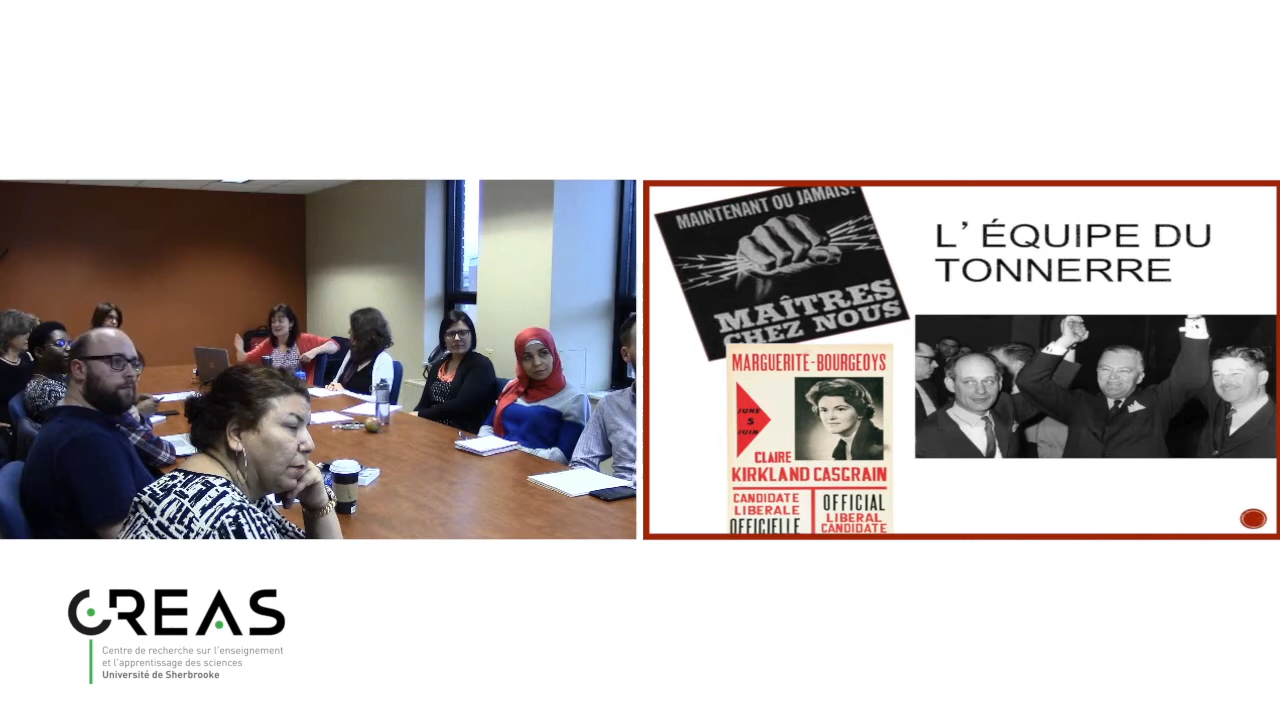 MAINTENANT OU JAMAIS!
MAÎTRES
CHEZ NOUS
L' ÉQUIPE DU
TONNERRE
MARGUERITE-BOURGEOYS
JUNE
5
JUIN
CLAIRE
KIRKLAND CASGRAIN
CANDIDATE
LIBERALE
OFFICIELLE
OFFICIAL
LIBERAL
CANDIDATE
CREAS
Centre de recherche sur l'enseignement
et l'apprentissage des sciences
Université de Sherbrooke